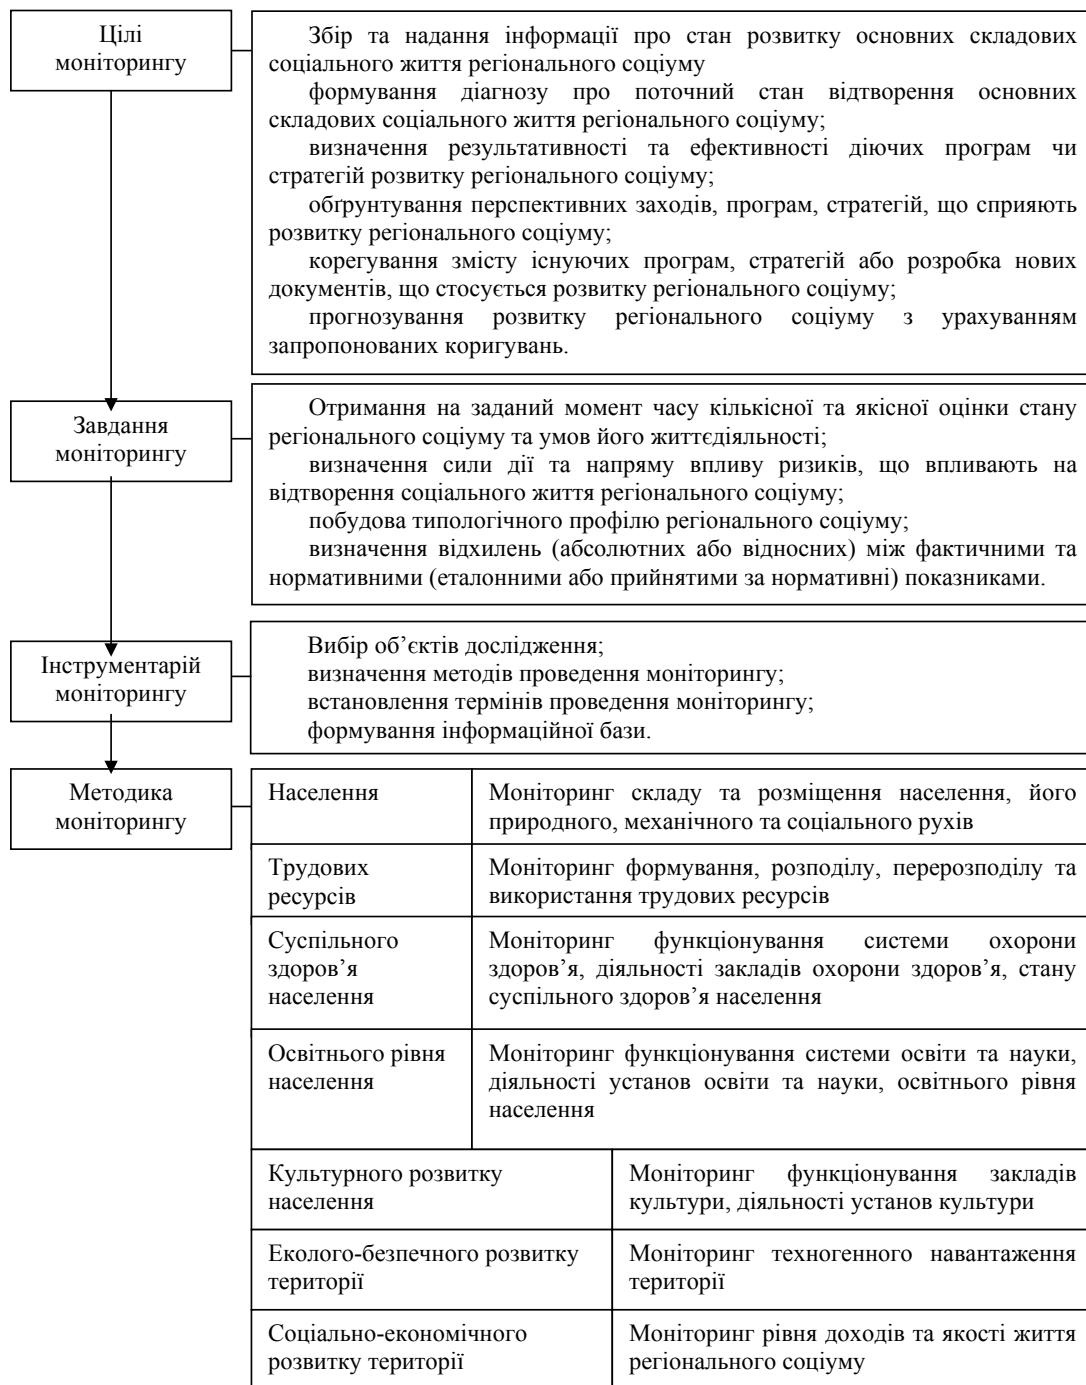 Цілі
моніторингу
Збір та надання інформації про стан розвитку основних складових
соціального життя регіонального соціуму
формування діагнозу про поточний стан відтворення основних
складових соціального життя регіонального соціуму;
визначення результативності та ефективності діючих програм чи
стратегій розвитку регіонального соціуму;
обґрунтування перспективних заходів, програм, стратегій, що сприяють
розвитку регіонального соціуму;
корегування змісту існуючих програм, стратегій або розробка нових
документів, що стосується розвитку регіонального соціуму;
прогнозування розвитку регіонального соціуму з урахуванням
запропонованих коригувань.
Завдання
моніторингу
Отримання на заданий момент часу кількісної та якісної оцінки стану
регіонального соціуму та умов його життєдіяльності;
визначення сили дії та напряму впливу ризиків, що впливають на
відтворення соціального життя регіонального соціуму;
побудова типологічного профілю регіонального соціуму;
визначення відхилень (абсолютних або відносних) між фактичними та
нормативними (еталонними або прийнятими за нормативні) показниками.
Інструментарій
моніторингу
Вибір об’єктів дослідження;
визначення методів проведення моніторингу;
встановлення термінів проведення моніторингу;
формування інформаційної бази.
Методика
моніторингу
Населення
Моніторинг складу та розміщення населення, його
природного, механічного та соціального рухів
Трудових
ресурсів
Моніторинг формування, розподілу, перерозподілу та
використання трудових ресурсів
Суспільного
здоров’я
населення
Моніторинг функціонування системи охорони
здоров’я, діяльності закладів охорони здоров’я, стану
суспільного здоров’я населення
Освітнього рівня
населення
Моніторинг функціонування системи освіти та науки,
діяльності установ освіти та науки, освітнього рівня
населення
Культурного розвитку
населення
Моніторинг функціонування закладів
культури, діяльності установ культури
Еколого-безпечного розвитку
території
Моніторинг техногенного навантаження
території
Соціально-економічного
розвитку території
Моніторинг рівня доходів та якості життя
регіонального соціуму